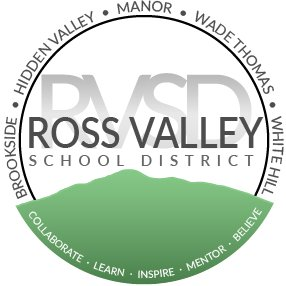 BROOKSIDE • HIDDEN VALLEY • MANOR • WADE THOMAS • WHITE HILL
RVSD
ROSS VALLEY
SCHOOL DISTRICT
COLLABORATE · LEARN · INSPIRE · MENTOR · BELIEVE